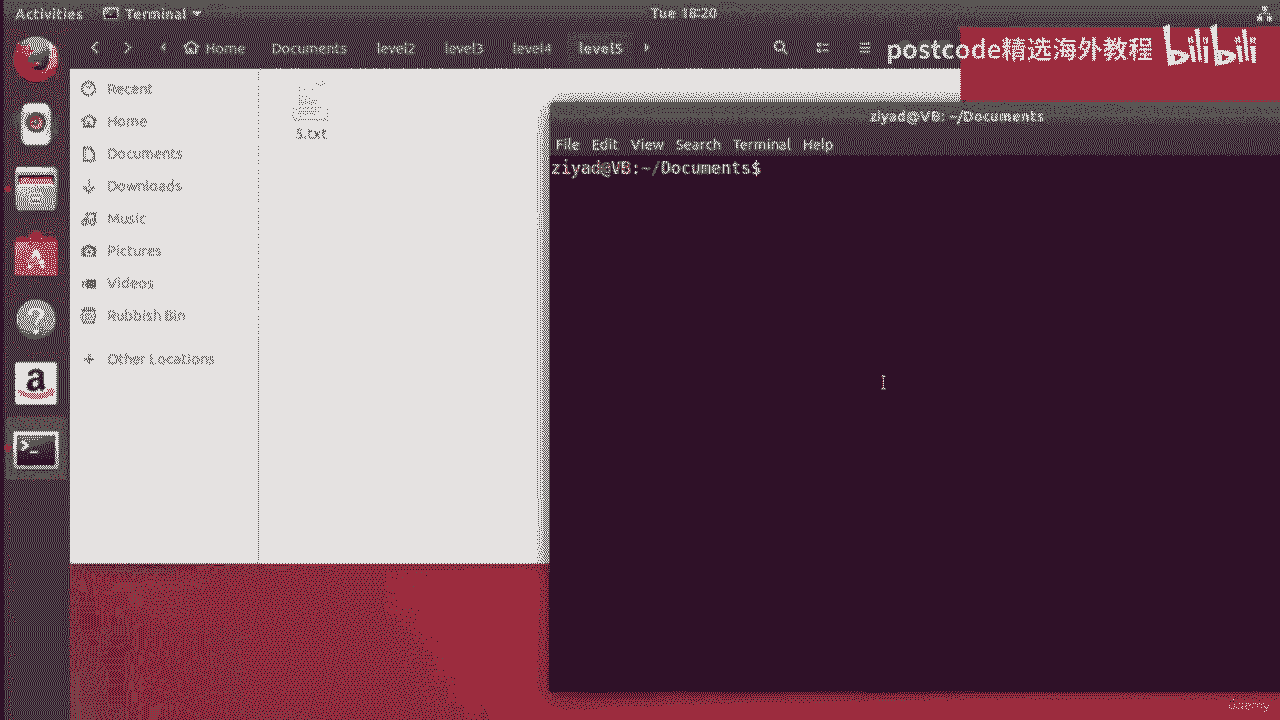 Activities Terminal Tue 18:20
Home Documents level2 level3 level4 level5
postcode精选海外教程 bilibili
Recent
Home
Documents
Downloads
Music
Pictures
Videos
Rubbish Bin
Other Locations
5.txt
ziyad@VB: ~/Documents
File Edit View Search Terminal Help
ziyad@VB:~/Documents$
udemy